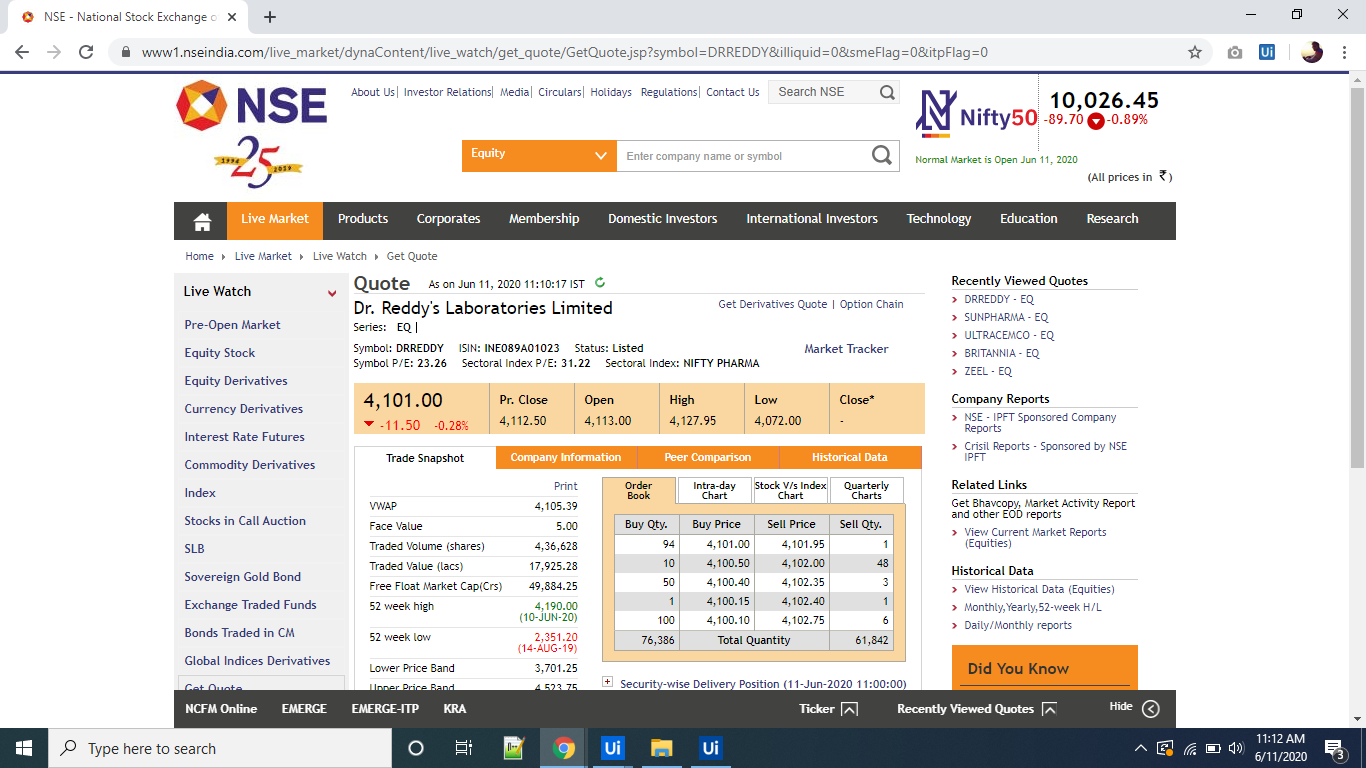 NSE - National Stock Exchange o
www1.nseindia.com/live_market/dynaContent/live_watch/get_quote/GetQuote.jsp?symbol=DRREDDY&illiquid=0&smeFlag=0&itpFlag=0
Ui
NSE
1994 25 2019
About Us| Investor Relations| Media| Circulars| Holidays Regulations| Contact Us
Search NSE
Equity
Enter company name or symbol
Nifty50
10,026.45
-89.70 -0.89%
Normal Market is Open Jun 11, 2020
(All prices in ₹)
Live Market Products Corporates Membership Domestic Investors International Investors Technology Education Research
Home Live Market Live Watch Get Quote
Live Watch
Pre-Open Market
Equity Stock
Equity Derivatives
Currency Derivatives
Interest Rate Futures
Commodity Derivatives
Index
Stocks in Call Auction
SLB
Sovereign Gold Bond
Exchange Traded Funds
Bonds Traded in CM
Global Indices Derivatives
Get Quote
Quote As on Jun 11, 2020 11:10:17 IST
Dr. Reddy's Laboratories Limited
Get Derivatives Quote | Option Chain
Series: EQ |
Symbol: DRREDDY ISIN: INE089A01023 Status: Listed
Market Tracker
Symbol P/E: 23.26 Sectoral Index P/E: 31.22 Sectoral Index: NIFTY PHARMA
4,101.00 Pr. Close Open High Low Close*
-11.50 -0.28% 4,112.50 4,113.00 4,127.95 4,072.00 -
Trade Snapshot Company Information Peer Comparison Historical Data
Print
VWAP 4,105.39
Face Value 5.00
Traded Volume (shares) 4,36,628
Traded Value (lacs) 17,925.28
Free Float Market Cap(Crs) 49,884.25
52 week high 4,190.00
(10-JUN-20)
52 week low 2,351.20
(14-AUG-19)
Lower Price Band 3,701.25
Upper Price Band 4,523.75
Order Book Intra-day Chart Stock V/s Index Chart Quarterly Charts
Buy Qty. Buy Price Sell Price Sell Qty.
94 4,101.00 4,101.95 1
10 4,100.50 4,102.00 48
50 4,100.40 4,102.35 3
1 4,100.15 4,102.40 1
100 4,100.10 4,102.75 6
76,386 Total Quantity 61,842
Security-wise Delivery Position (11-Jun-2020 11:00:00)
Recently Viewed Quotes
DRREDDY - EQ
SUNPHARMA - EQ
ULTRACEMCO - EQ
BRITANNIA - EQ
ZEEL - EQ
Company Reports
NSE - IPFT Sponsored Company
Reports
Crisil Reports - Sponsored by NSE
IPFT
Related Links
Get Bhavcopy, Market Activity Report
and other EOD reports
View Current Market Reports
(Equities)
Historical Data
View Historical Data (Equities)
Monthly,Yearly,52-week H/L
Daily/Monthly reports
Did You Know
NCFM Online EMERGE EMERGE-ITP KRA Ticker Recently Viewed Quotes Hide
Type here to search
Ui
Ui
11:12 AM
6/11/2020
3